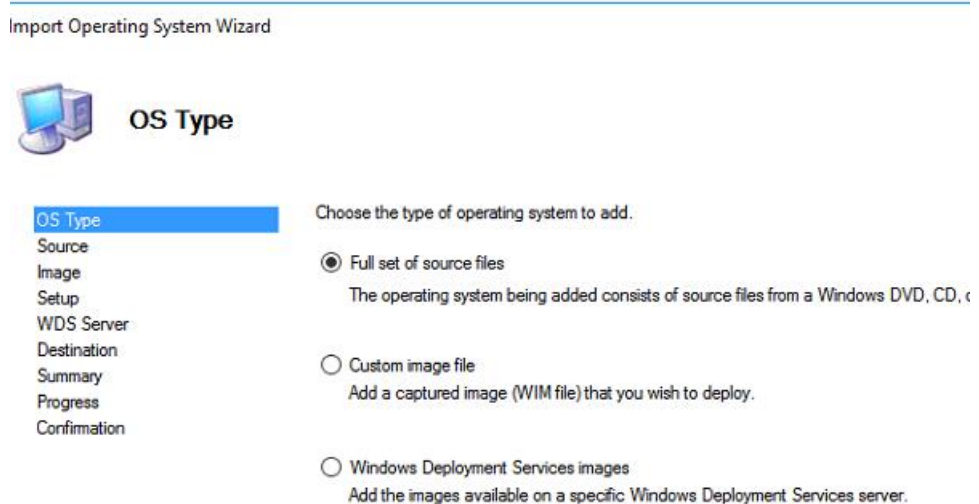 Import Operating System Wizard
OS Type
OS Type
Source
Image
Setup
WDS Server
Destination
Summary
Progress
Confirmation
Choose the type of operating system to add.
Full set of source files
The operating system being added consists of source files from a Windows DVD, CD,
Custom image file
Add a captured image (WIM file) that you wish to deploy.
Windows Deployment Services images
Add the images available on a specific Windows Deployment Services server.